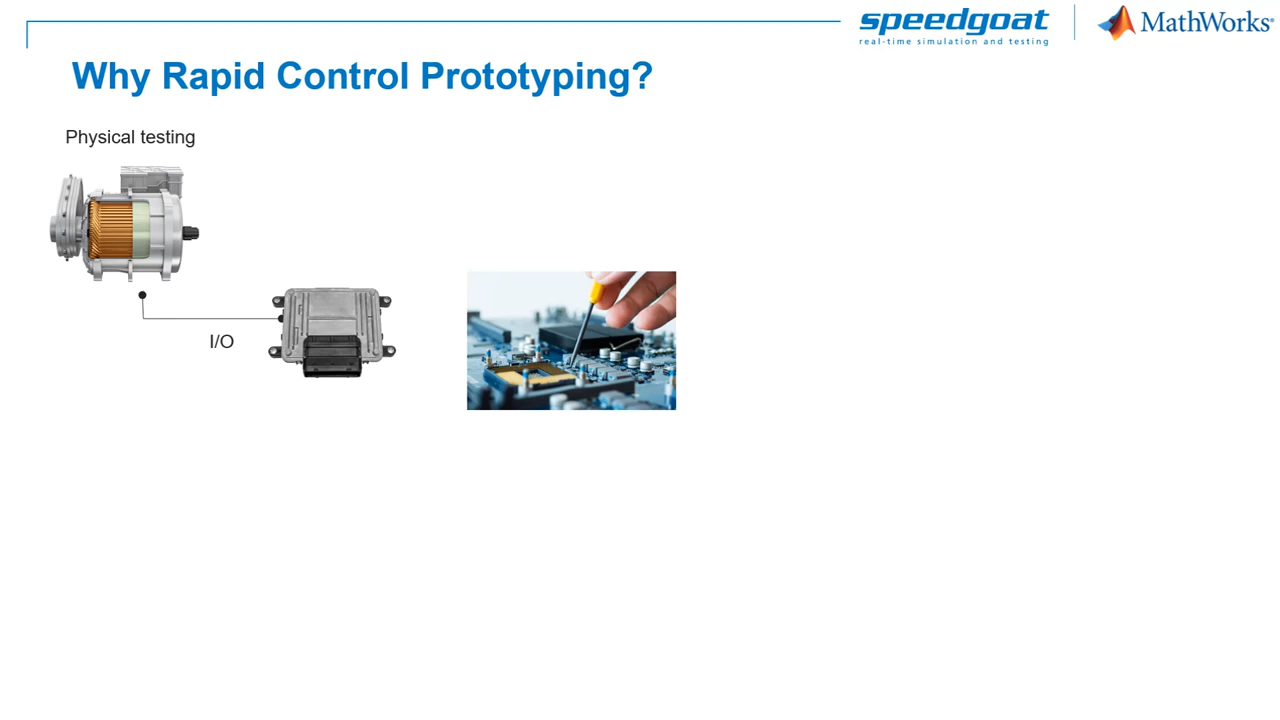 speedgoat
real-time simulation and testing
MathWorks®
Why Rapid Control Prototyping?
Physical testing
I/O